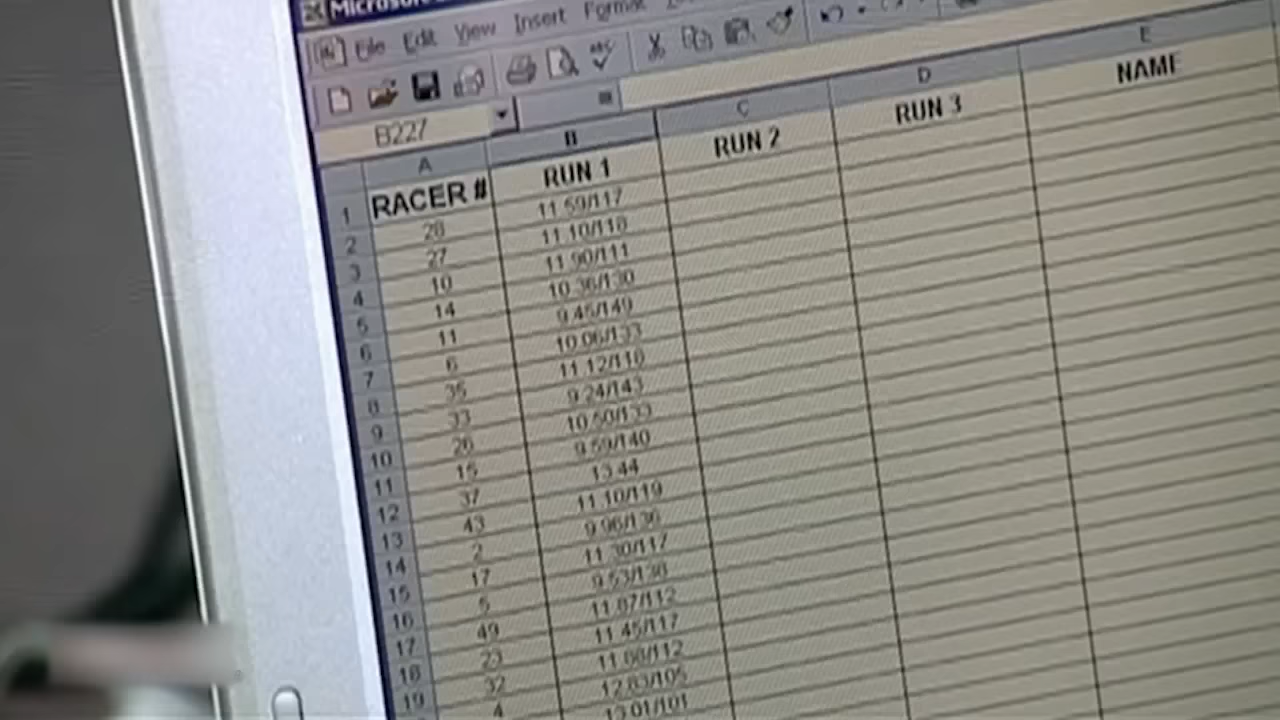 File Edit View Insert Format
B227
A B C D E
1 RACER # RUN 1 RUN 2 RUN 3 NAME
2 28 11.59/117
3 27 11.10/118
4 10 11.90/111
5 14 10.36/130
6 11 9.45/149
7 6 10.06/133
8 35 11.12/118
9 33 9.24/143
10 26 10.50/133
11 15 9.59/140
12 37 13.44
13 43 11.10/119
14 2 9.96/136
15 17 11.30/117
16 5 9.53/138
17 49 11.87/112
18 23 11.45/117
19 32 11.88/112
4 12.83/105
13.01/101